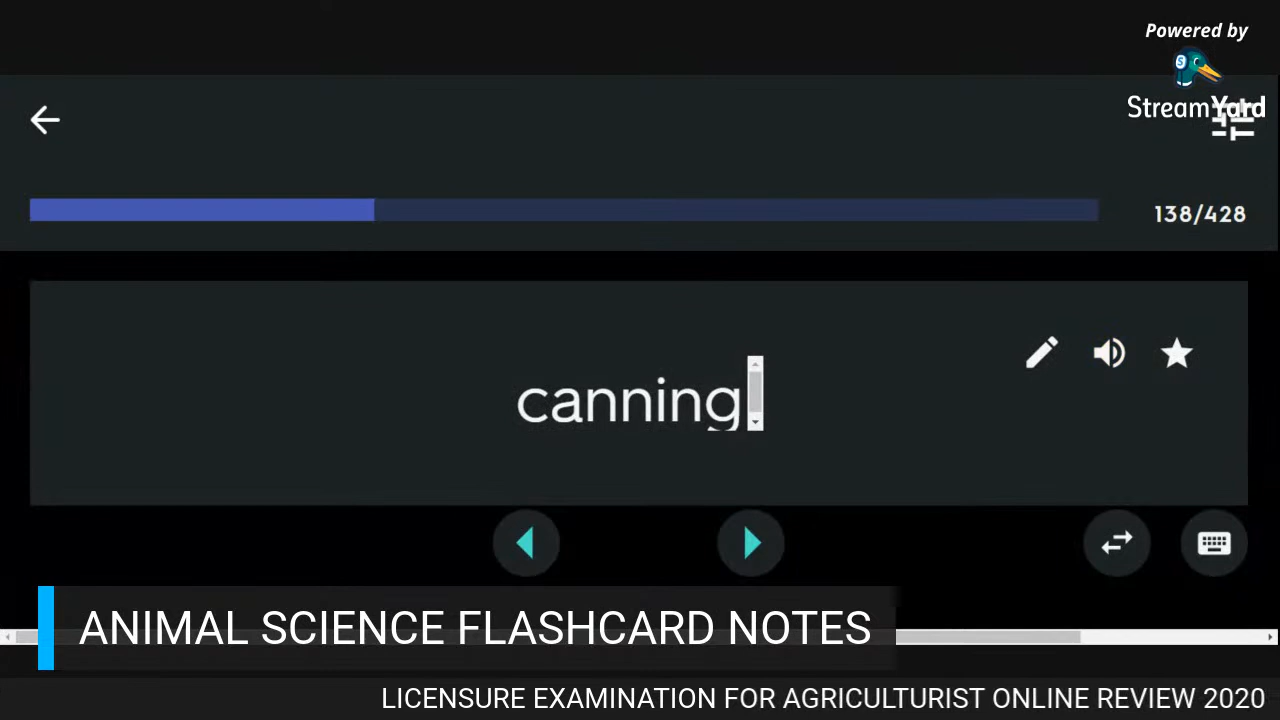 Powered by
StreamYard
138/428
canning
ANIMAL SCIENCE FLASHCARD NOTES
LICENSURE EXAMINATION FOR AGRICULTURIST ONLINE REVIEW 2020